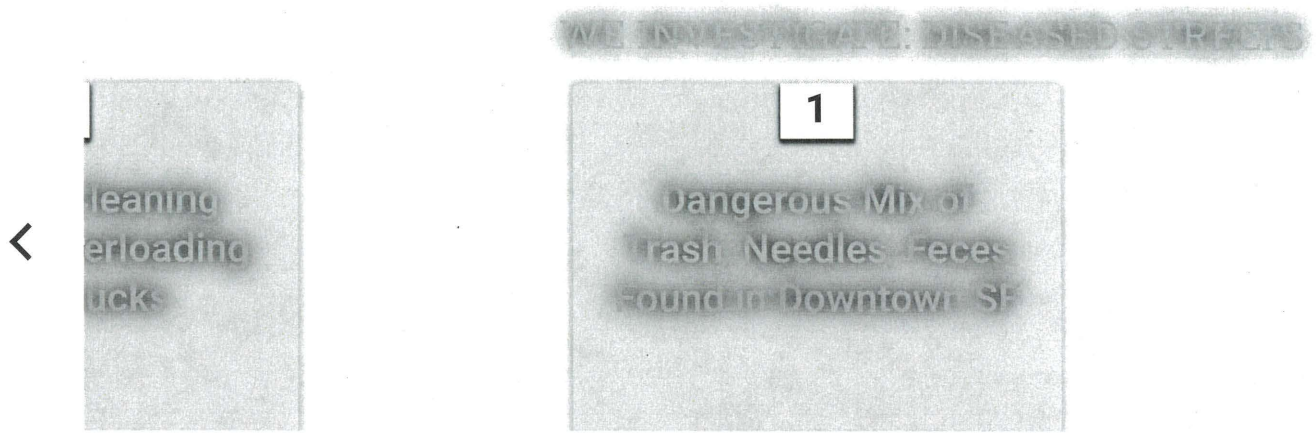 WE INVESTIGATE: DISEASED STREETS
1
leaning
erloading
ucks
Dangerous Mix of
Trash, Needles, Feces
Found in Downtown SF